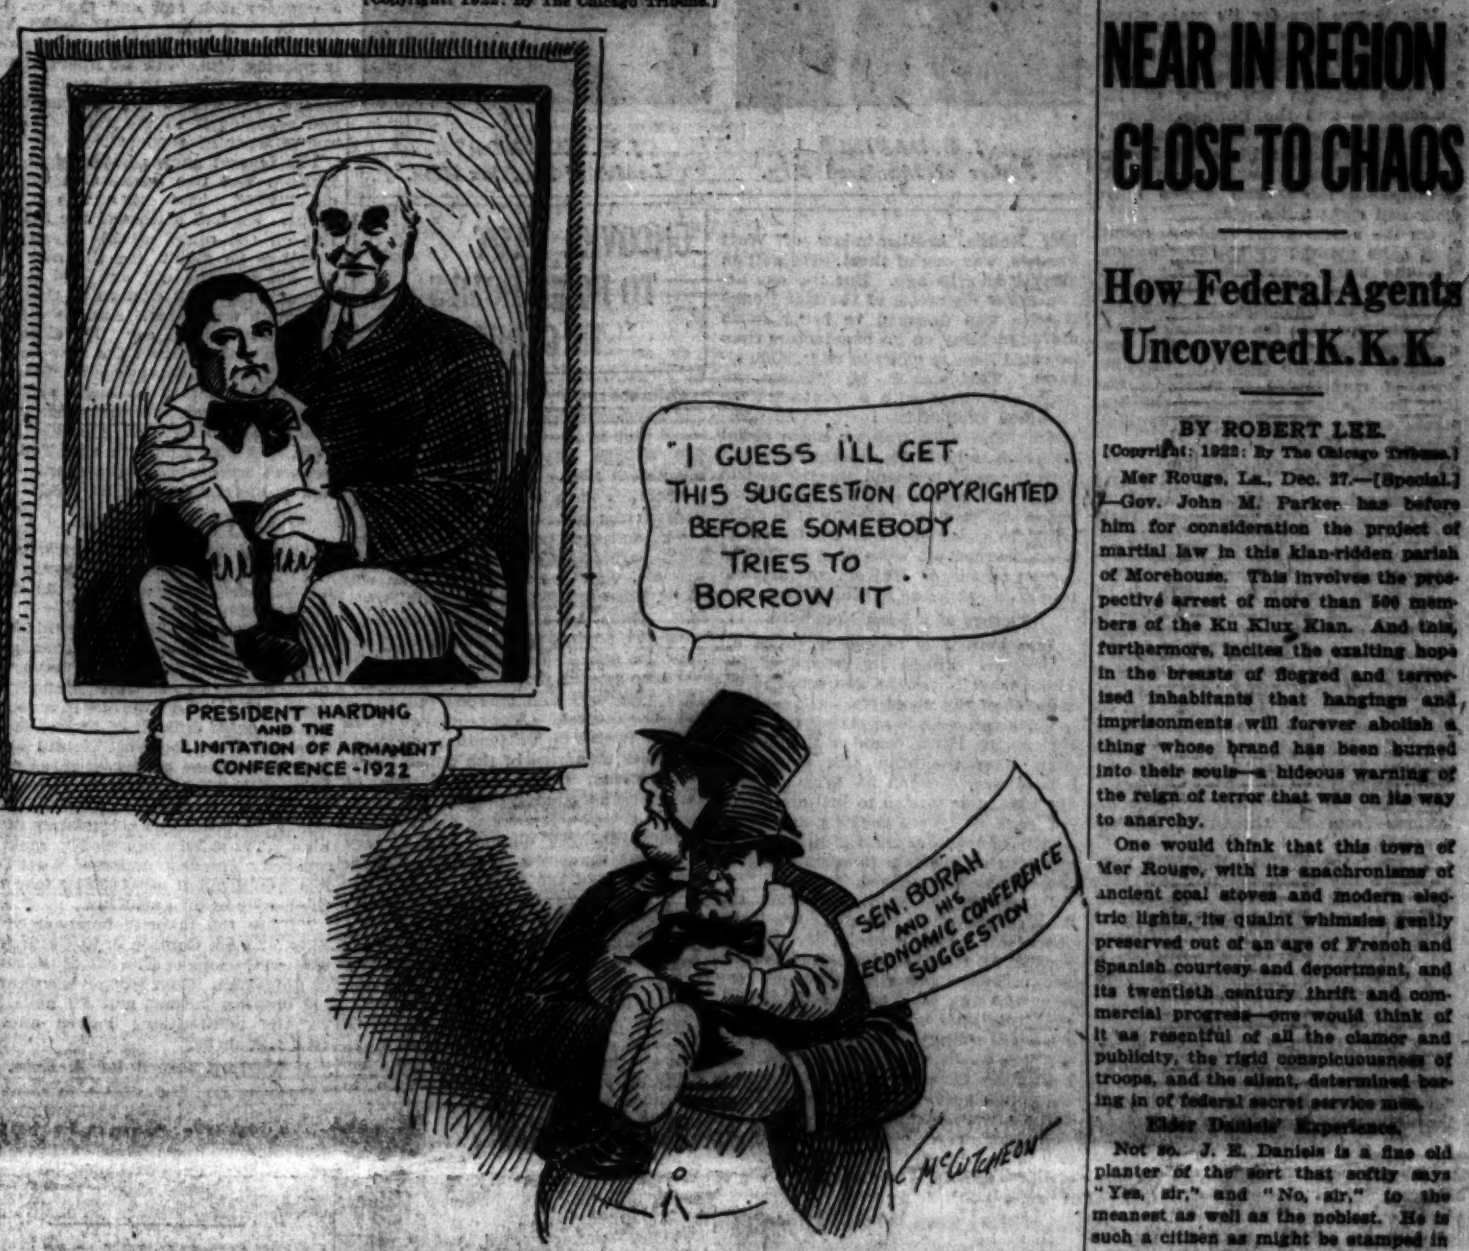 [Copyright: 1922: By The Chicago Tribune.]
PRESIDENT HARDING
AND THE
LIMITATION OF ARMAMENT
CONFERENCE - 1922
"I GUESS I'LL GET
THIS SUGGESTION COPYRIGHTED
BEFORE SOMEBODY
TRIES TO
BORROW IT"
SEN. BORAH
AND HIS
ECONOMIC CONFERENCE
SUGGESTION
McCUTCHEON
NEAR IN REGION
CLOSE TO CHAOS
How Federal Agents
Uncovered K. K. K.
BY ROBERT LEE.
[Copyright: 1922: By The Chicago Tribune.]
Mer Rouge, La., Dec. 27.—[Special.]
—Gov. John M. Parker has before
him for consideration the project of
martial law in this klan-ridden parish
of Morehouse. This involves the pros-
pective arrest of more than 500 mem-
bers of the Ku Klux Klan. And this,
furthermore, incites the exalting hope
in the breasts of flogged and terror-
ized inhabitants that hangings and
imprisonments will forever abolish a
thing whose brand has been burned
into their souls—a hideous warning of
the reign of terror that was on its way
to anarchy.
One would think that this town of
Mer Rouge, with its anachronisms of
ancient coal stoves and modern elec-
tric lights, its quaint whimsies gently
preserved out of an age of French and
Spanish courtesy and deportment, and
its twentieth century thrift and com-
mercial progress—one would think of
it as resentful of all the clamor and
publicity, the rigid conspicuousness of
troops, and the silent, determined bor-
ing in of federal secret service men.
Elder Daniels' Experience.
Not so. J. E. Daniels is a fine old
planter of the sort that softly says
"Yes, sir," and "No, sir," to the
meanest as well as the noblest. He is
such a citizen as might be stamped in